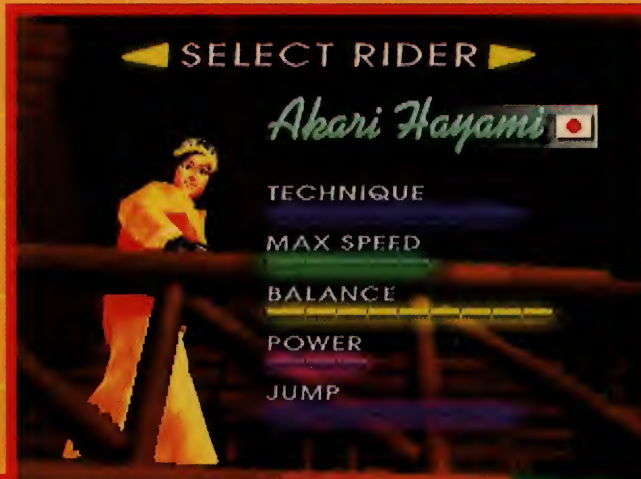 SELECT RIDER
Akari Hayami
TECHNIQUE
MAX SPEED
BALANCE
POWER
JUMP